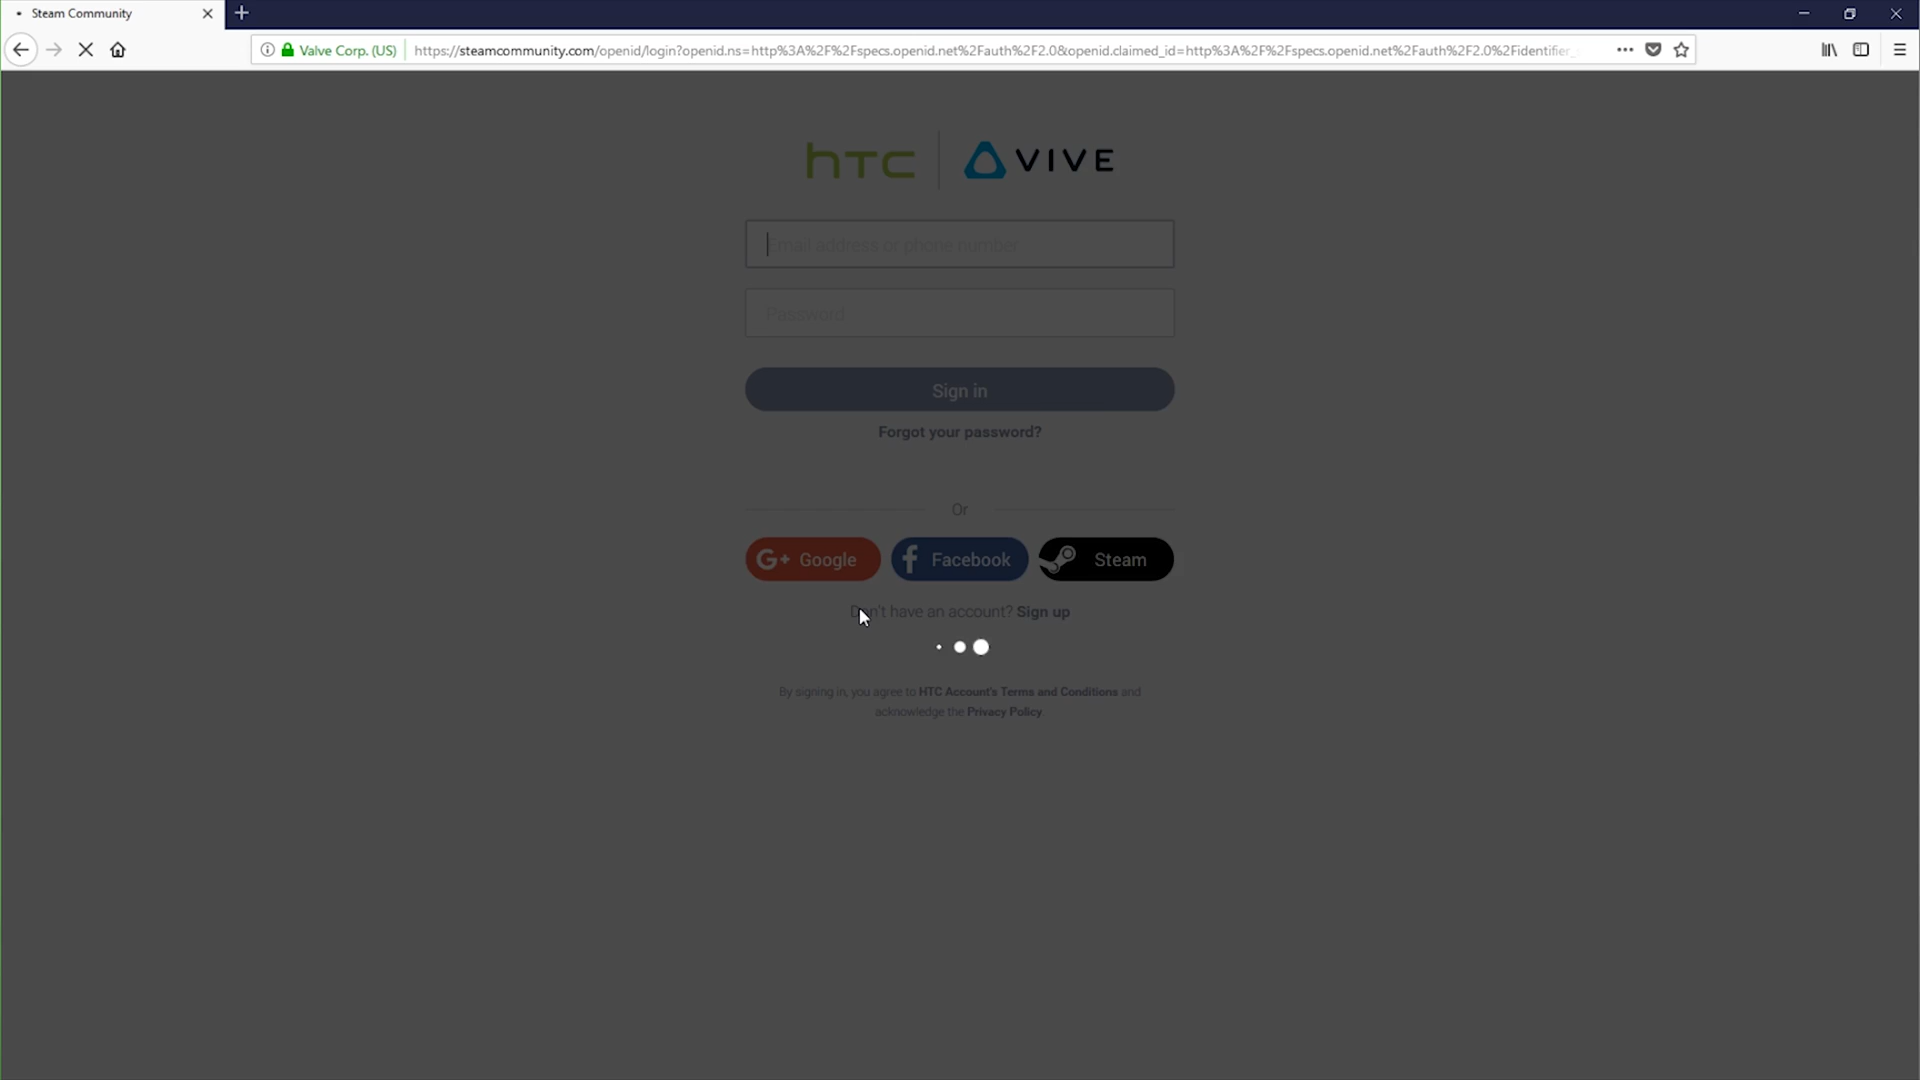 Steam Community
Valve Corp. (US) https://steamcommunity.com/openid/login?openid.ns=http%3A%2F%2Fspecs.openid.net%2Fauth%2F2.0&openid.claimed_id=http%3A%2F%2Fspecs.openid.net%2Fauth%2F2.0%2Fidentifier_
hTC VIVE
Email address or phone number
Password
Sign in
Forgot your password?
Or
G+ Google f Facebook Steam
Don't have an account? Sign up
By signing in, you agree to HTC Account's Terms and Conditions and
acknowledge the Privacy Policy.